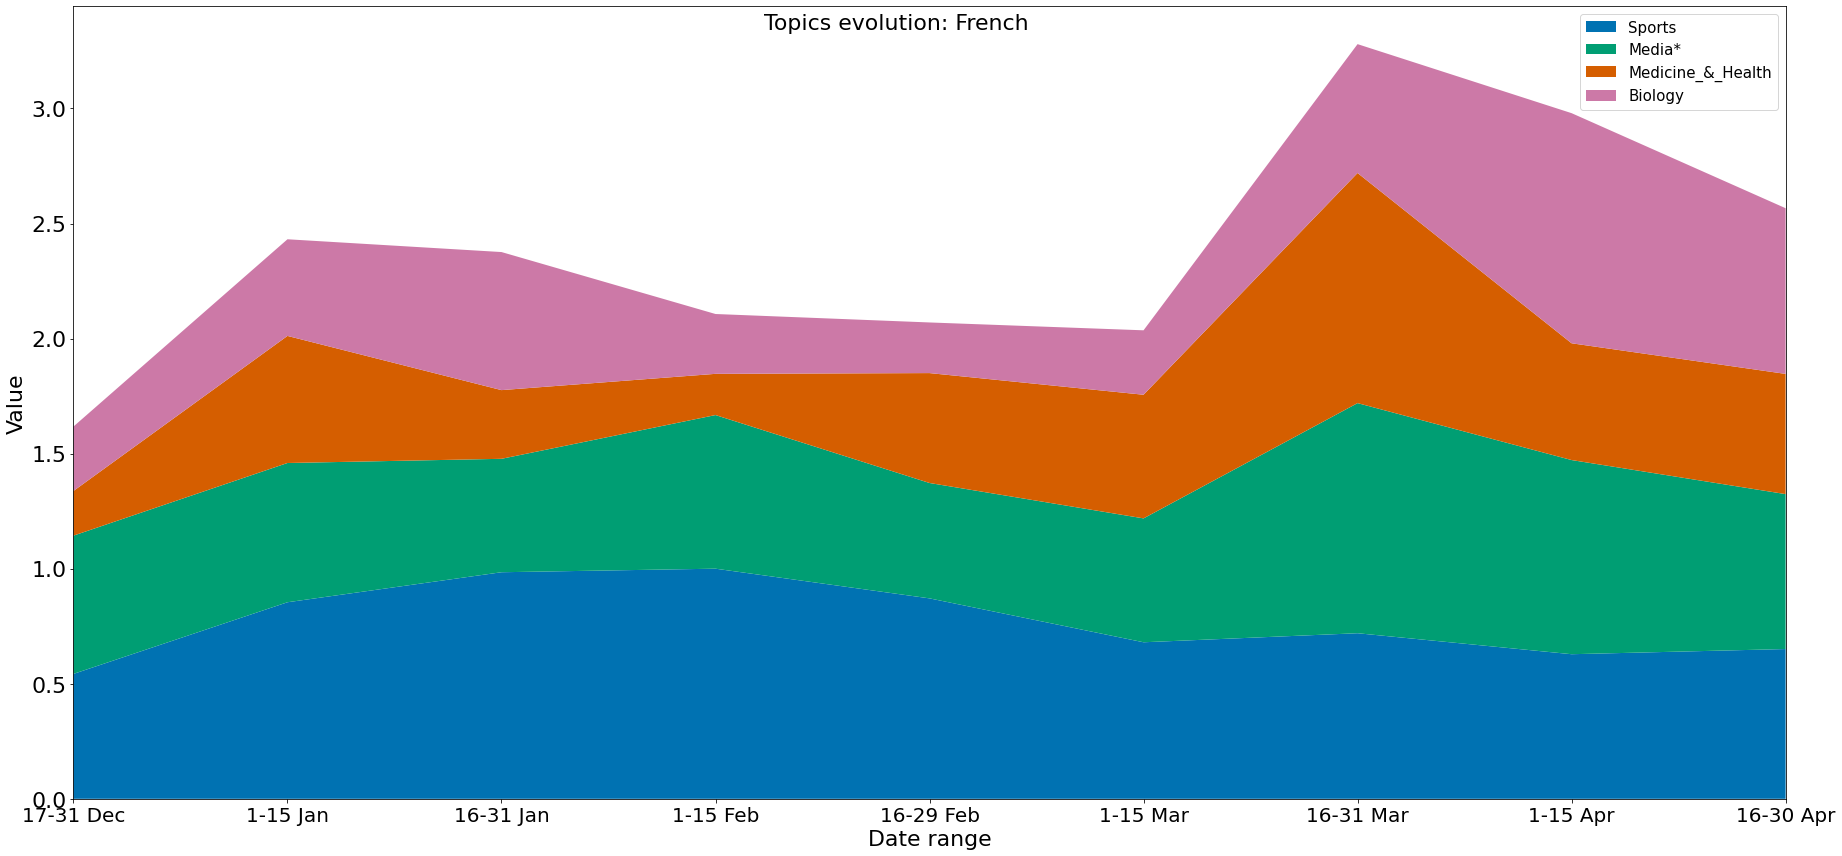 Topics evolution: French
Sports
Media*
Medicine_&_Health
Biology
Value
3.0
2.5
2.0
1.5
1.0
0.5
0.0
17-31 Dec
1-15 Jan
16-31 Jan
1-15 Feb
16-29 Feb
1-15 Mar
16-31 Mar
1-15 Apr
16-30 Apr
Date range